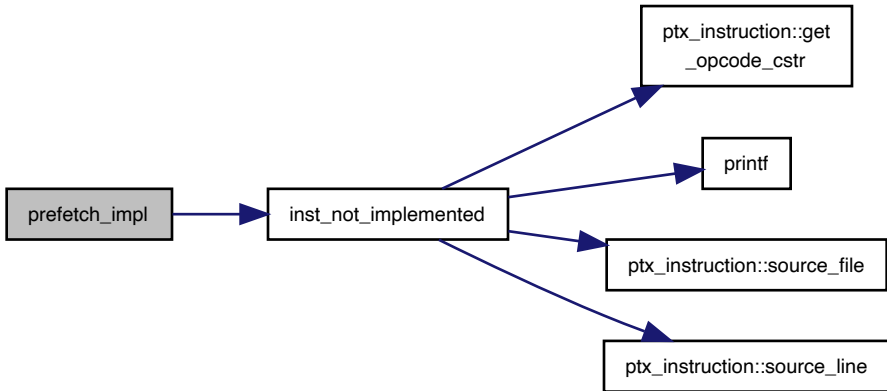 prefetch_impl
inst_not_implemented
ptx_instruction::get
_opcode_cstr
printf
ptx_instruction::source_file
ptx_instruction::source_line